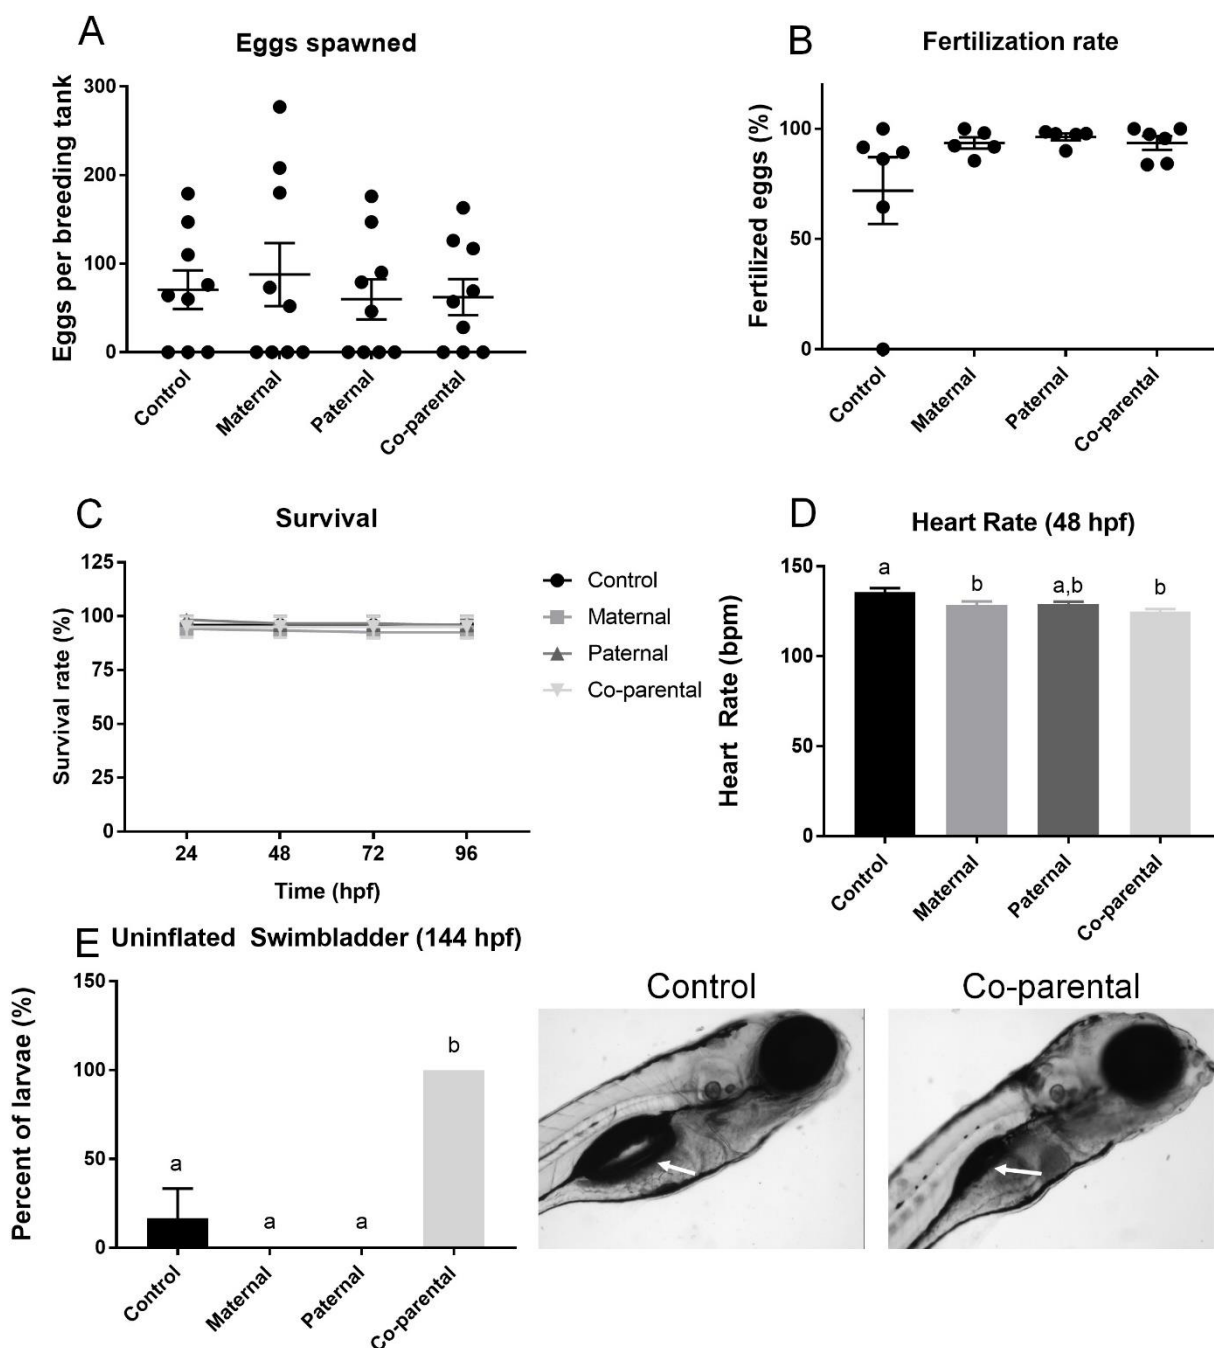 A
Eggs spawned
Eggs per breeding tank
300
200
100
0
Control
Maternal
Paternal
Co-parental
B
Fertilization rate
Fertilized eggs (%)
100
50
0
Control
Maternal
Paternal
Co-parental
C
Survival
Survival rate (%)
125
100
75
50
25
0
24 48 72 96
Time (hpf)
Control
Maternal
Paternal
Co-parental
D
Heart Rate (48 hpf)
Heart Rate (bpm)
150
100
50
0
a b a,b b
Control
Maternal
Paternal
Co-parental
E
Uninflated Swimbladder (144 hpf)
Percent of larvae (%)
150
100
50
0
a a a b
Control
Maternal
Paternal
Co-parental
Control
Co-parental